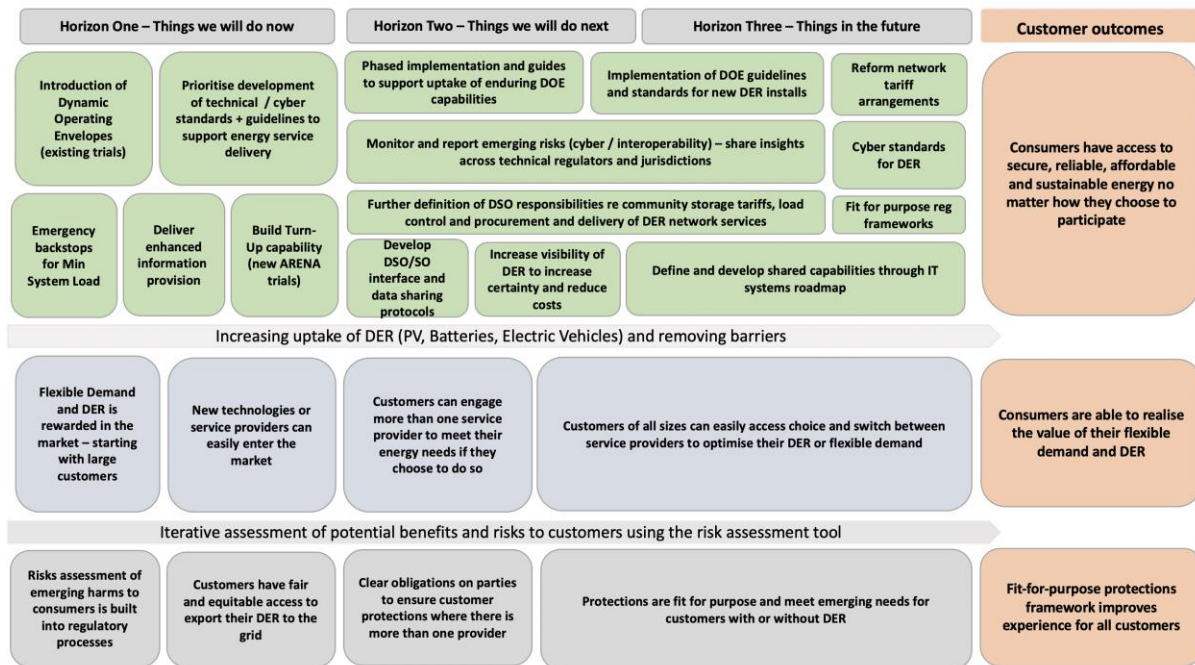 Horizon One – Things we will do now
Horizon Two – Things we will do next
Horizon Three – Things in the future
Customer outcomes
Introduction of
Dynamic
Operating
Envelopes
(existing trials)
Prioritise development
of technical / cyber
standards + guidelines to
support energy service
delivery
Phased implementation and
guides to support uptake of
enduring DOE
capabilities
Implementation of DOE guidelines
and standards for new DER installs
Reform network
tariff
arrangements
Monitor and report emerging risks (cyber / interoperability) – share insights
across technical regulators and jurisdictions
Cyber standards
for DER
Further definition of DSO responsibilities re community storage tariffs, load
control and procurement and delivery of DER network services
Fit for purpose reg
frameworks
Emergency
backstops
for Min
System Load
Deliver
enhanced
information
provision
Build Turn-
Up capability
(new ARENA
trials)
Develop
DSO/SO
interface and
data sharing
protocols
Increase visibility of
DER to increase
certainty and reduce
costs
Define and develop shared capabilities through IT
systems roadmap
Consumers have access to
secure, reliable, affordable
and sustainable energy no
matter how they choose to
participate
Increasing uptake of DER (PV, Batteries, Electric Vehicles) and removing barriers
Flexible Demand
and DER is
rewarded in the
market – starting
with large
customers
New technologies or
service providers can
easily enter the
market
Customers can engage
more than one service
provider to meet their
energy needs if they
choose to do so
Customers of all sizes can easily access choice and switch between
service providers to optimise their DER or flexible demand
Consumers are able to realise
the value of their flexible
demand and DER
Iterative assessment of potential benefits and risks to customers using the risk assessment tool
Risks assessment of
emerging harms to
consumers is built
into regulatory
processes
Customers have fair
and equitable access to
export their DER to the
grid
Clear obligations on parties
to ensure customer
protections where there is
more than one provider
Protections are fit for purpose and meet emerging needs for
customers with or without DER
Fit-for-purpose protections
framework improves
experience for all customers